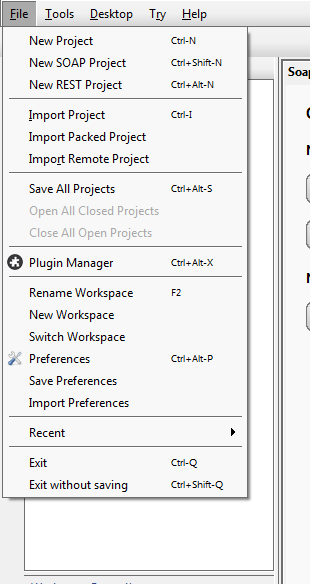 File Tools Desktop Try Help
New Project Ctrl-N
New SOAP Project Ctrl+Shift-N
New REST Project Ctrl+Alt-N
Import Project Ctrl-I
Import Packed Project
Import Remote Project
Save All Projects Ctrl+Alt-S
Open All Closed Projects
Close All Open Projects
Plugin Manager Ctrl+Alt-X
Rename Workspace F2
New Workspace
Switch Workspace
Preferences Ctrl+Alt-P
Save Preferences
Import Preferences
Recent
Exit Ctrl-Q
Exit without saving Ctrl+Shift-Q
Soap